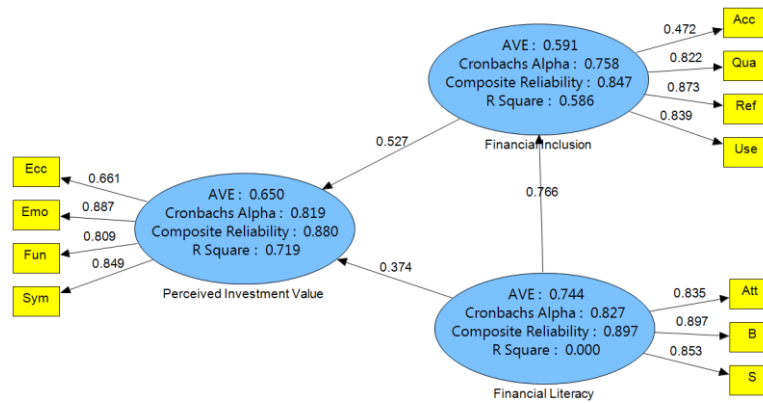 Acc
0.472
Qua
0.822
Ref
0.873
Use
0.839
AVE : 0.591
Cronbachs Alpha : 0.758
Composite Reliability : 0.847
R Square : 0.586
Financial Inclusion
0.527
0.766
Ecc
0.661
Emo
0.887
Fun
0.809
Sym
0.849
AVE : 0.650
Cronbachs Alpha : 0.819
Composite Reliability : 0.880
R Square : 0.719
Perceived Investment Value
0.374
AVE : 0.744
Cronbachs Alpha : 0.827
Composite Reliability : 0.897
R Square : 0.000
Financial Literacy
Att
0.835
B
0.897
S
0.853